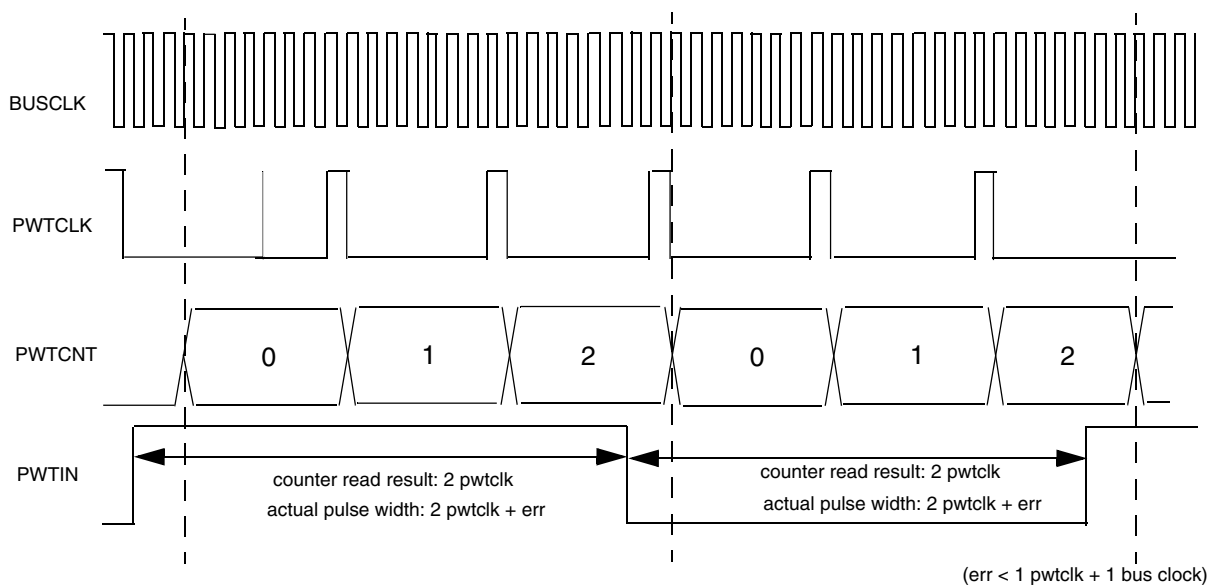 BUSCLK
PWTCLK
PWTCNT
0
1
2
0
1
2
PWTIN
counter read result: 2 pwtclk
actual pulse width: 2 pwtclk + err
counter read result: 2 pwtclk
actual pulse width: 2 pwtclk + err
(err < 1 pwtclk + 1 bus clock)